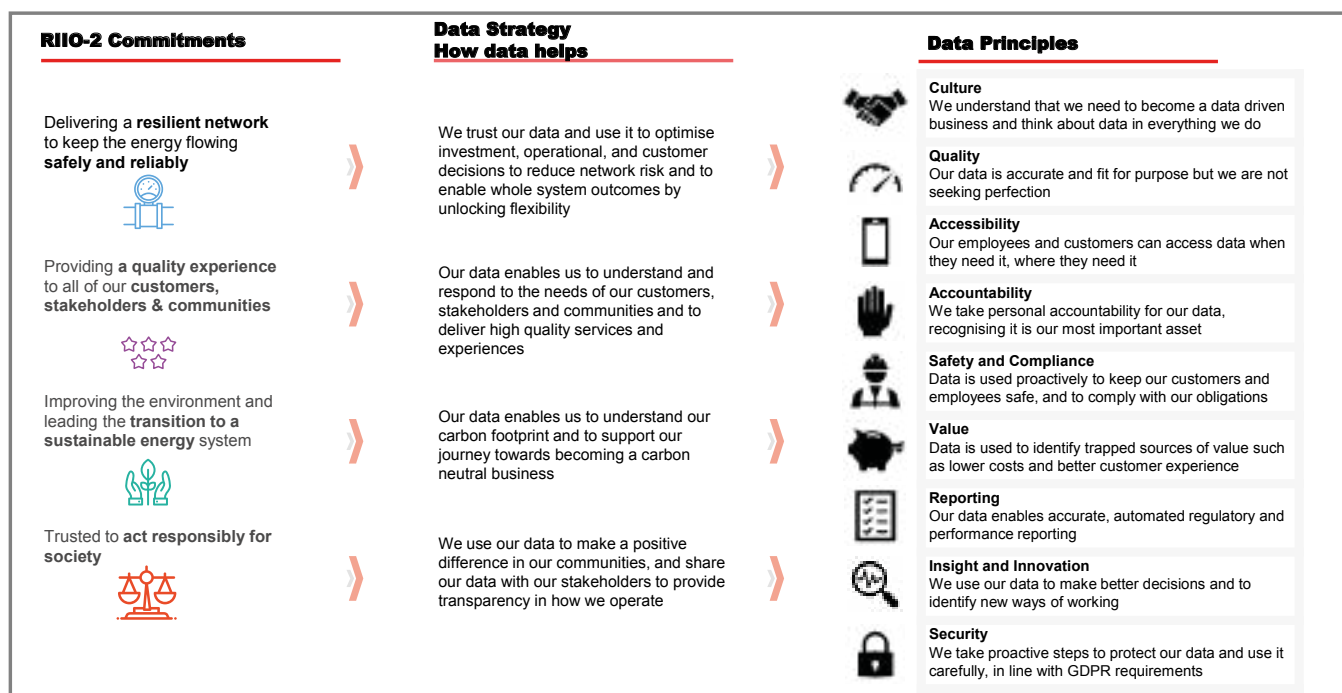 RIIO-2 Commitments
Delivering a resilient network
to keep the energy flowing
safely and reliably
Providing a quality experience
to all of our customers,
stakeholders & communities
Improving the environment and
leading the transition to a
sustainable energy system
Trusted to act responsibly for
society
Data Strategy
How data helps
We trust our data and use it to optimise
investment, operational, and customer
decisions to reduce network risk and to
enable whole system outcomes by
unlocking flexibility
Our data enables us to understand and
respond to the needs of our customers,
stakeholders and communities and to
deliver high quality services and
experiences
Our data enables us to understand our
carbon footprint and to support our
journey towards becoming a carbon
neutral business
We use our data to make a positive
difference in our communities, and share
our data with our stakeholders to provide
transparency in how we operate
Data Principles
Culture
We understand that we need to become a data driven
business and think about data in everything we do
Quality
Our data is accurate and fit for purpose but we are not
seeking perfection
Accessibility
Our employees and customers can access data when
they need it, where they need it
Accountability
We take personal accountability for our data,
recognising it is our most important asset
Safety and Compliance
Data is used proactively to keep our customers and
employees safe, and to comply with our obligations
Value
Data is used to identify trapped sources of value such
as lower costs and better customer experience
Reporting
Our data enables accurate, automated regulatory and
performance reporting
Insight and Innovation
We use our data to make better decisions and to
identify new ways of working
Security
We take proactive steps to protect our data and use it
carefully, in line with GDPR requirements